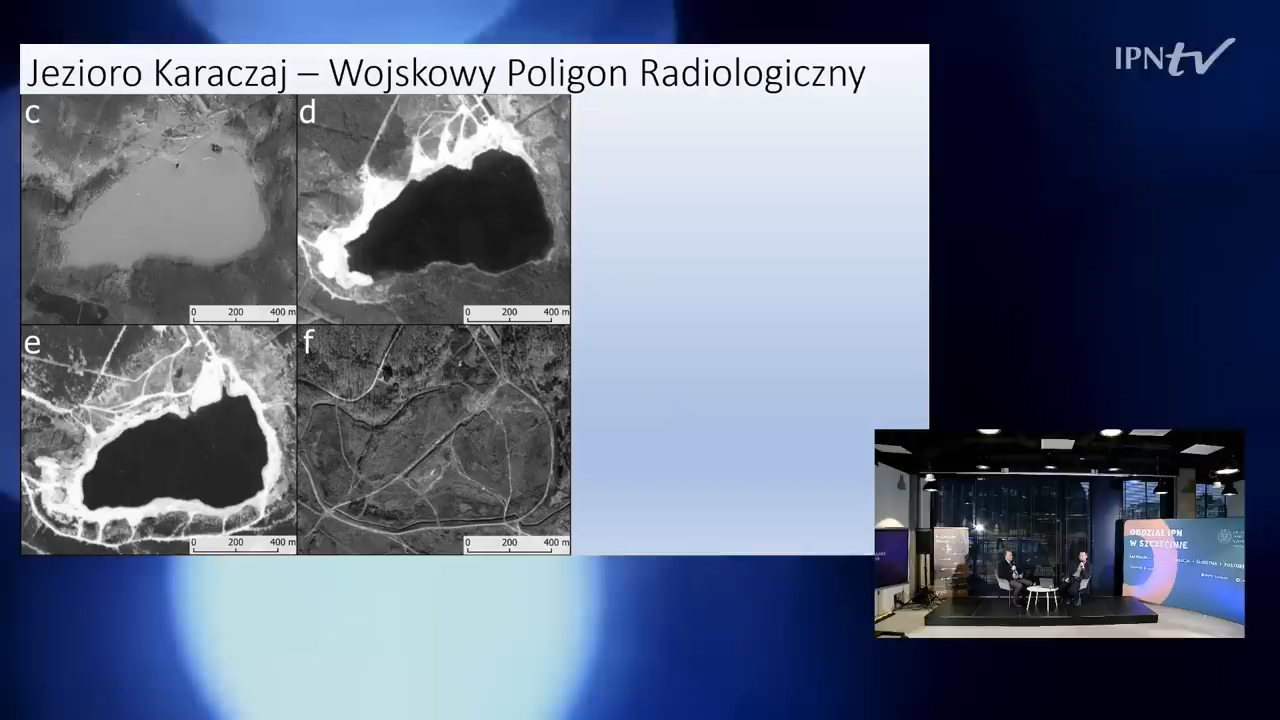 IPNtv
Jezioro Karaczaj – Wojskowy Poligon Radiologiczny
c
d
0 200 400 m
0 200 400 m
e
f
0 200 400 m
0 200 400 m
ODDZIAŁ IPN
W SZCZECINIE